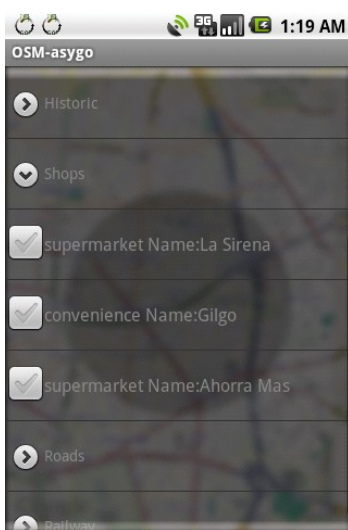 3G
1:19 AM
OSM-asygo
Historic
Shops
supermarket Name:La Sirena
convenience Name:Gilgo
supermarket Name:Ahorra Mas
Roads
Railway